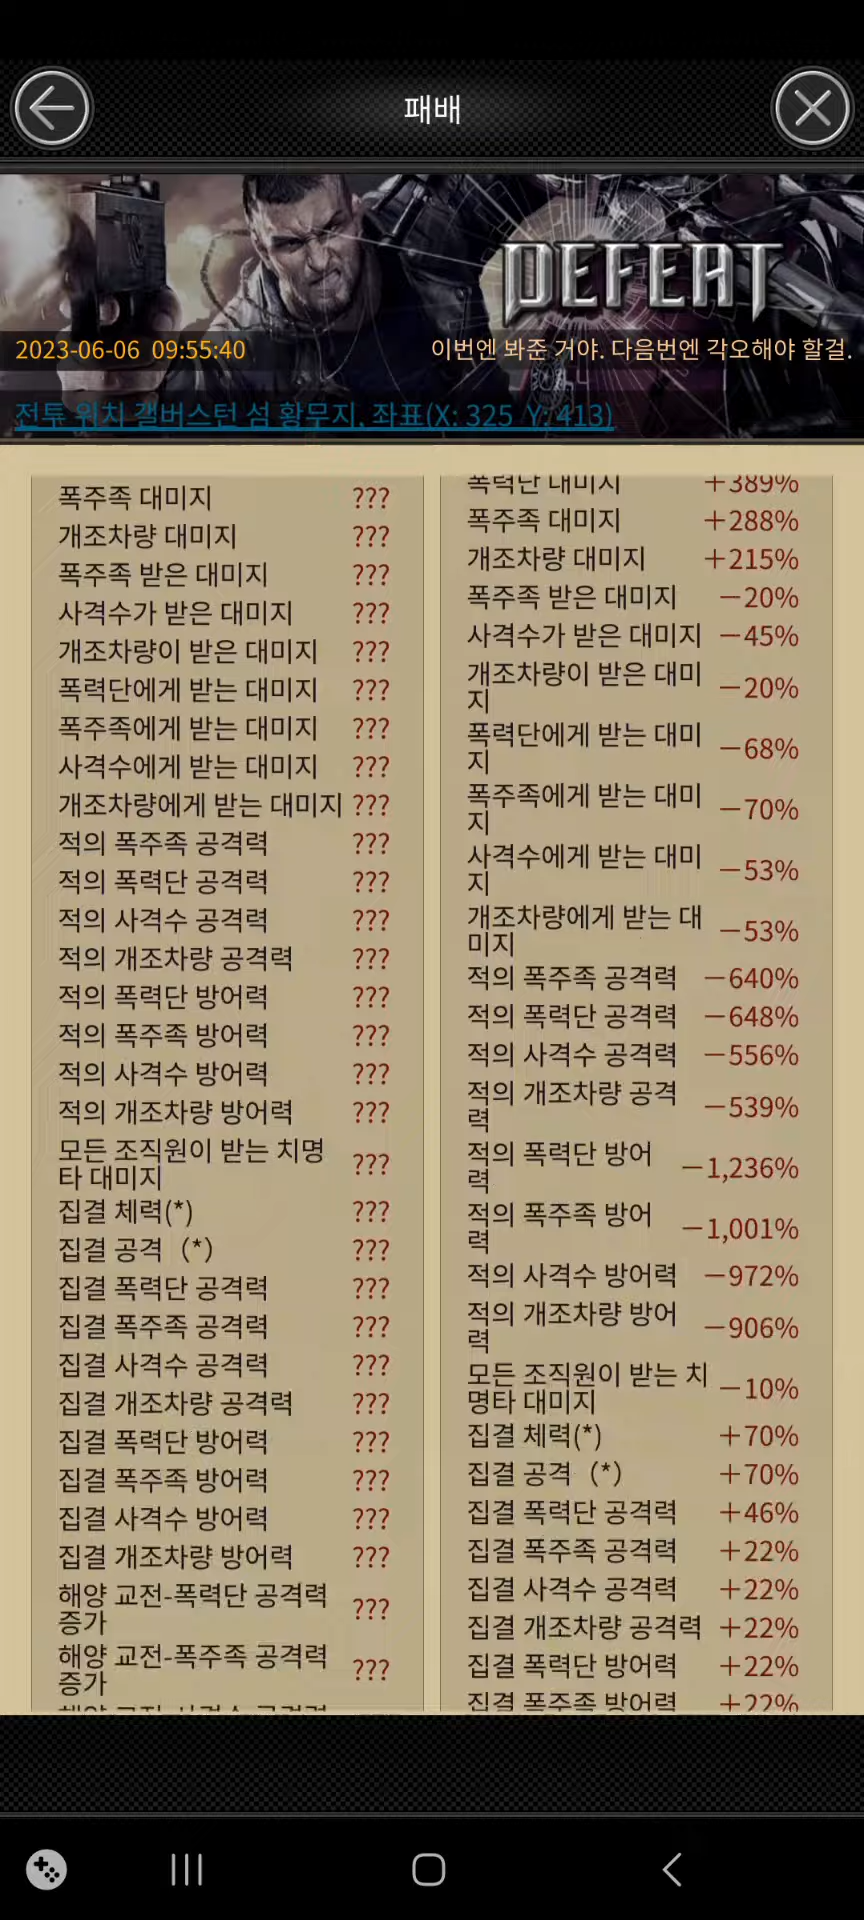 패배
DEFEAT
2023-06-06 09:55:40
이번엔 봐준 거야. 다음번엔 각오해야 할걸.
전투 위치 갤버스턴 섬 황무지, 좌표(X: 325 Y: 413)
폭주족 대미지 ???
개조차량 대미지 ???
폭주족 받은 대미지 ???
사격수가 받은 대미지 ???
개조차량이 받은 대미지 ???
폭력단에게 받는 대미지 ???
폭주족에게 받는 대미지 ???
사격수에게 받는 대미지 ???
개조차량에게 받는 대미지 ???
적의 폭주족 공격력 ???
적의 폭력단 공격력 ???
적의 사격수 공격력 ???
적의 개조차량 공격력 ???
적의 폭력단 방어력 ???
적의 폭주족 방어력 ???
적의 사격수 방어력 ???
적의 개조차량 방어력 ???
모든 조직원이 받는 치명
타 대미지 ???
집결 체력(*) ???
집결 공격 (*) ???
집결 폭력단 공격력 ???
집결 폭주족 공격력 ???
집결 사격수 공격력 ???
집결 개조차량 공격력 ???
집결 폭력단 방어력 ???
집결 폭주족 방어력 ???
집결 사격수 방어력 ???
집결 개조차량 방어력 ???
해양 교전-폭력단 공격력
증가 ???
해양 교전-폭주족 공격력
증가 ???
폭력단 대미지 +389%
폭주족 대미지 +288%
개조차량 대미지 +215%
폭주족 받은 대미지 -20%
사격수가 받은 대미지 -45%
개조차량이 받은 대미
지 -20%
폭력단에게 받는 대미
지 -68%
폭주족에게 받는 대미
지 -70%
사격수에게 받는 대미
지 -53%
개조차량에게 받는 대
미지 -53%
적의 폭주족 공격력 -640%
적의 폭력단 공격력 -648%
적의 사격수 공격력 -556%
적의 개조차량 공격
력 -539%
적의 폭력단 방어
력 -1,236%
적의 폭주족 방어
력 -1,001%
적의 사격수 방어력 -972%
적의 개조차량 방어
력 -906%
모든 조직원이 받는 치
명타 대미지 -10%
집결 체력(*) +70%
집결 공격 (*) +70%
집결 폭력단 공격력 +46%
집결 폭주족 공격력 +22%
집결 사격수 공격력 +22%
집결 개조차량 공격력 +22%
집결 폭력단 방어력 +22%
집결 폭주족 방어력 +22%